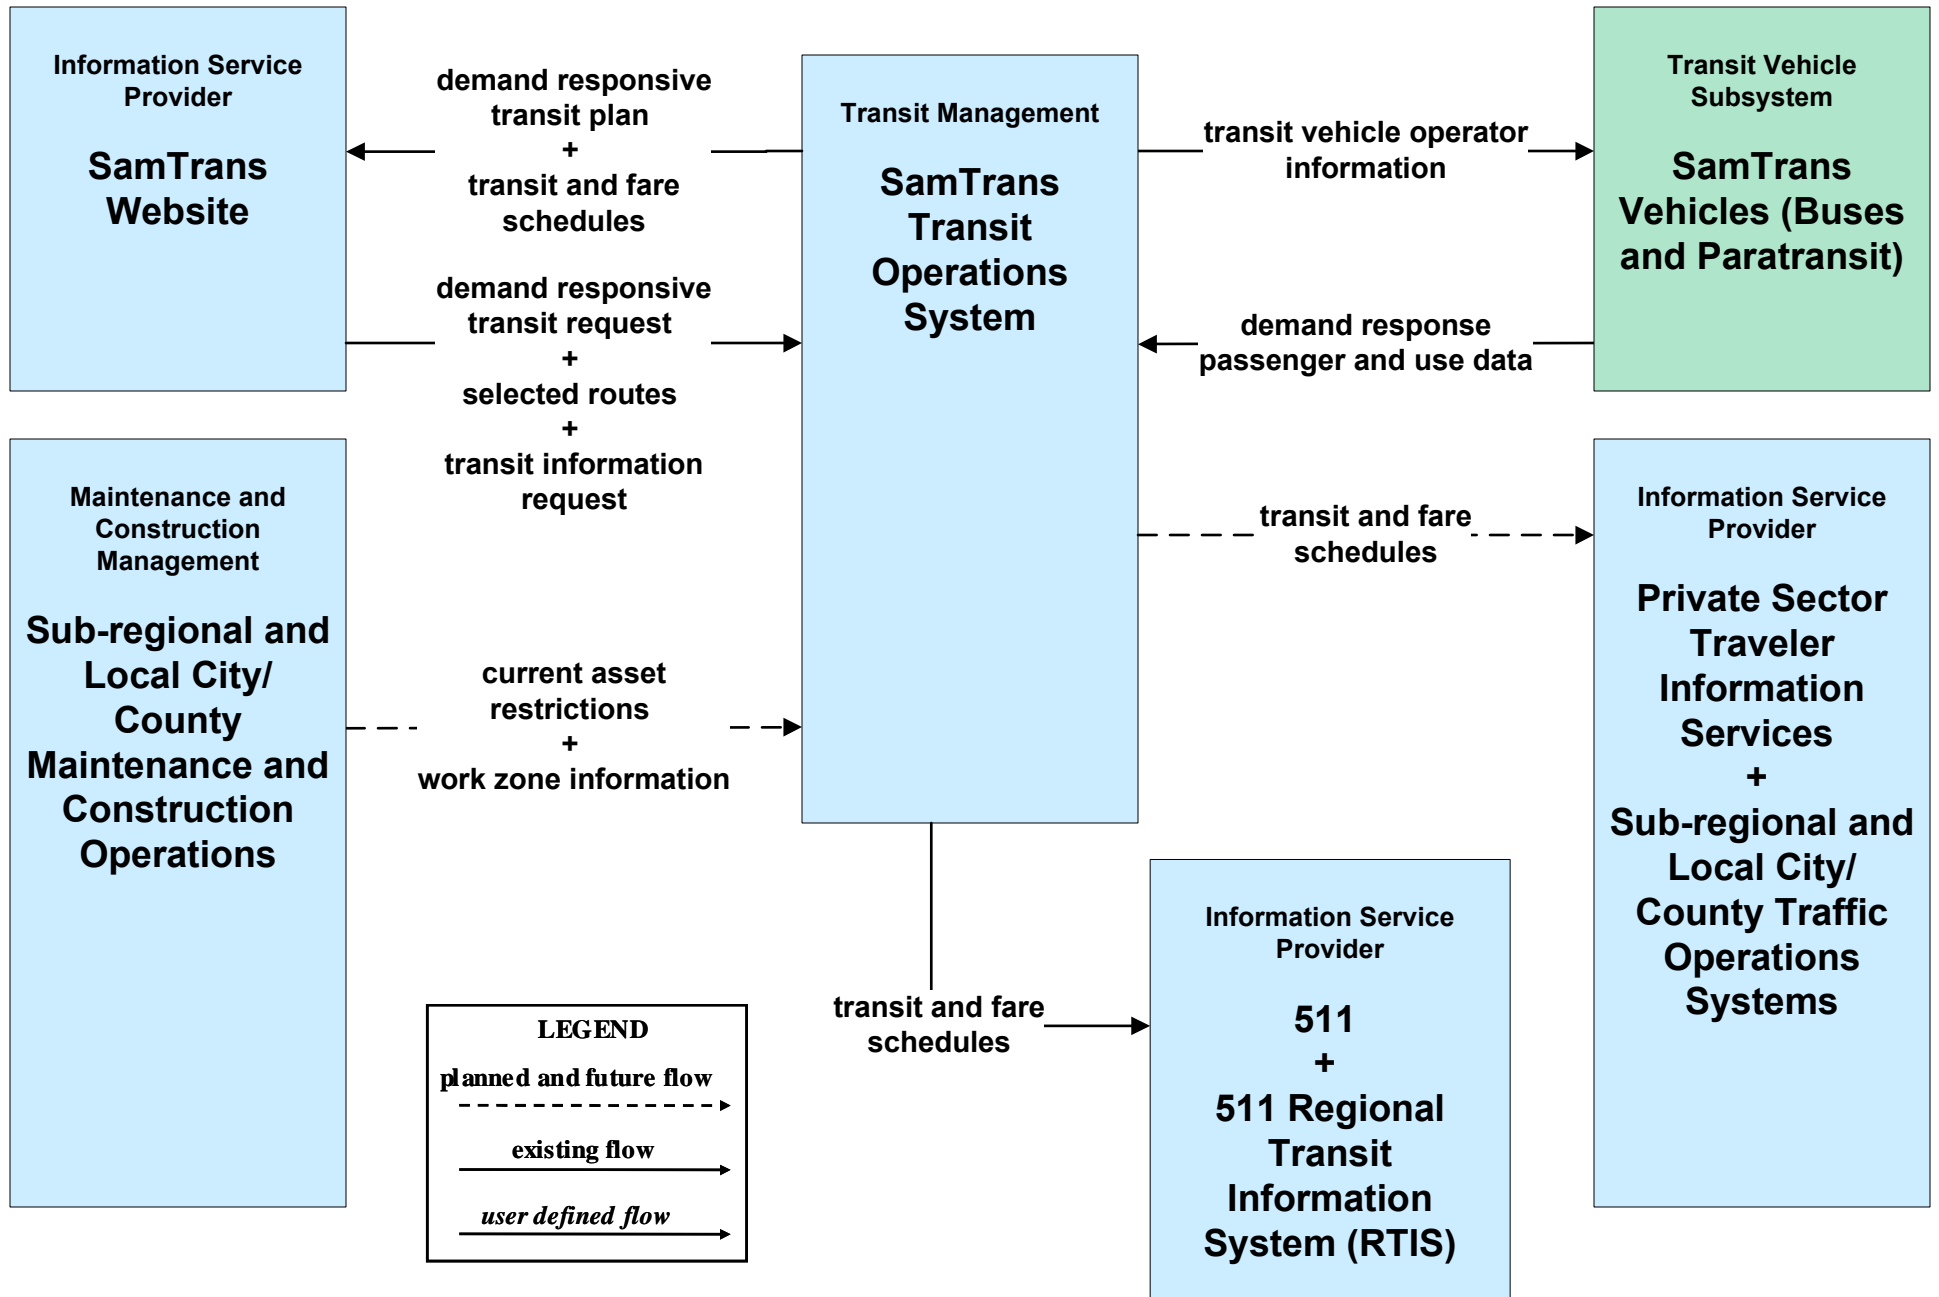 Information Service
Provider
SamTrans
Website
demand responsive
transit plan
+
transit and fare
schedules
demand responsive
transit request
+
selected routes
+
transit information
request
Transit Management
SamTrans
Transit
Operations
System
transit vehicle operator
information
demand response
passenger and use data
Transit Vehicle
Subsystem
SamTrans
Vehicles (Buses
and Paratransit)
Maintenance and
Construction
Management
Sub-regional and
Local City/
County
Maintenance and
Construction
Operations
current asset
restrictions
+
work zone information
transit and fare
schedules
Information Service
Provider
Private Sector
Traveler
Information
Services
+
Sub-regional and
Local City/
County Traffic
Operations
Systems
transit and fare
schedules
Information Service
Provider
511
+
511 Regional
Transit
Information
System (RTIS)
LEGEND
planned and future flow
existing flow
user defined flow